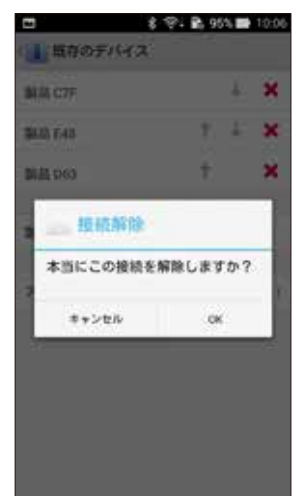 95% 10:06
既存のデバイス
製品 C7F
製品 E48
製品 D63
接続解除
本当にこの接続を解除しますか？
キャンセル OK